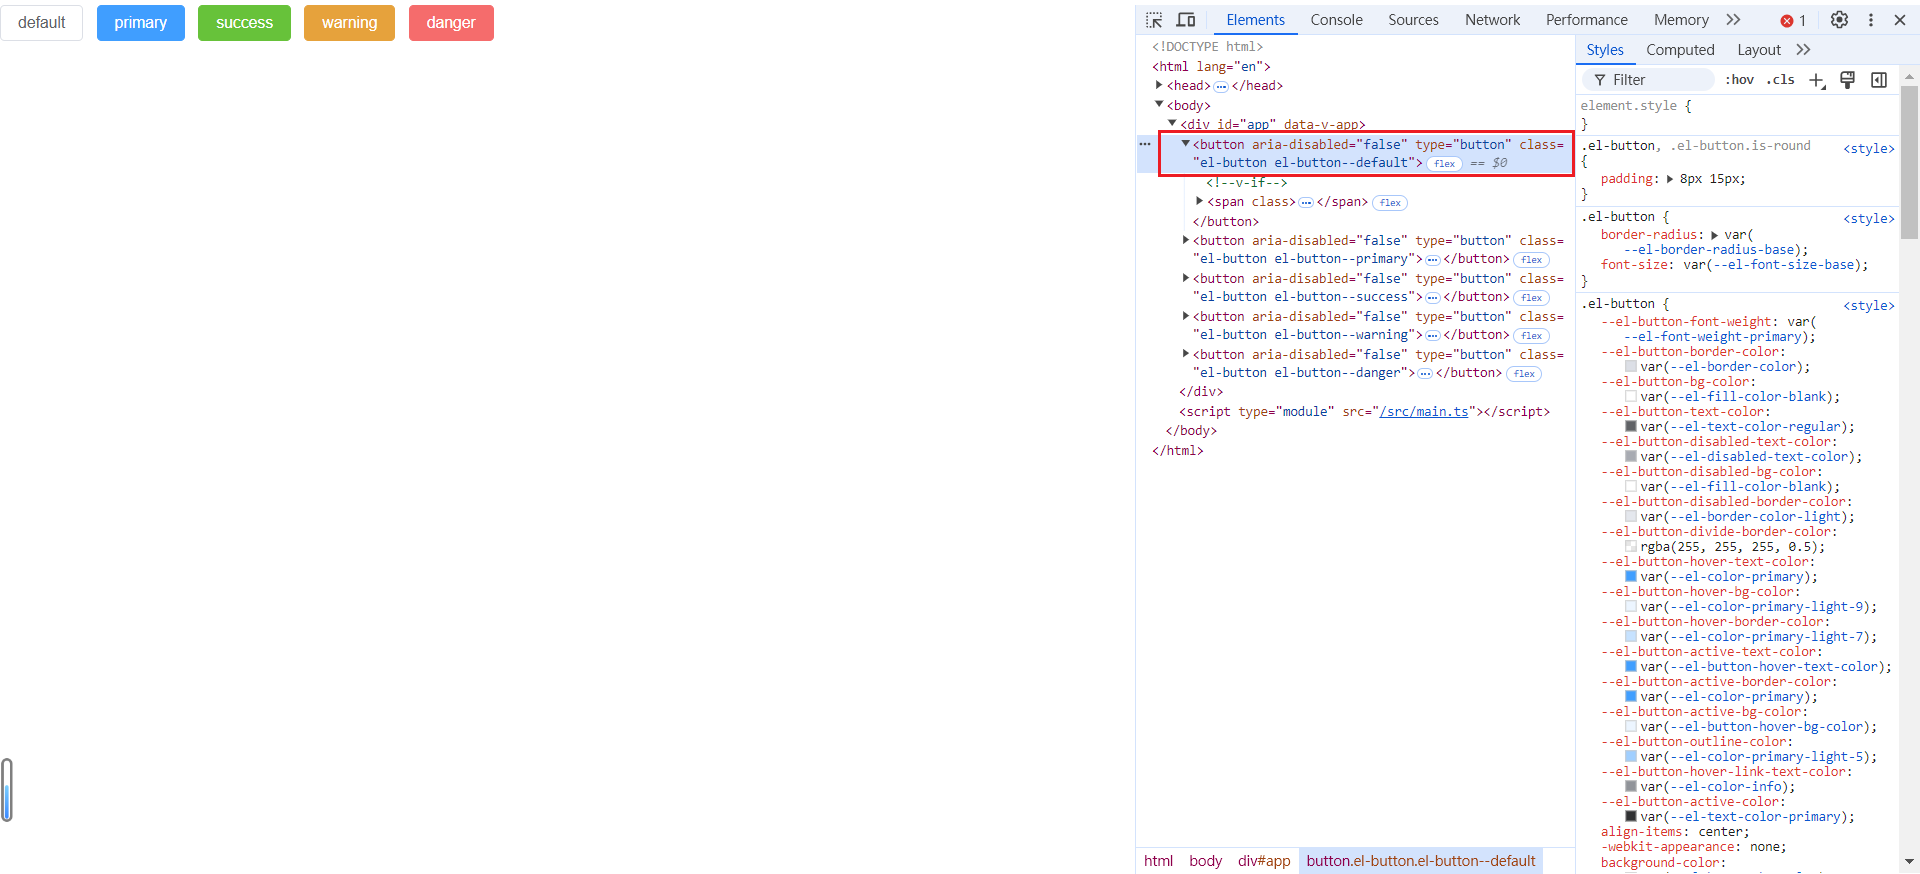 default primary success warning danger
Elements Console Sources Network Performance Memory 1
<!DOCTYPE html>
<html lang="en">
<head> … </head>
<body>
<div id="app" data-v-app>
… <button aria-disabled="false" type="button" class=
"el-button el-button--default"> flex == $0
<!--v-if-->
<span class> … </span> flex
</button>
<button aria-disabled="false" type="button" class=
"el-button el-button--primary"> … </button> flex
<button aria-disabled="false" type="button" class=
"el-button el-button--success"> … </button> flex
<button aria-disabled="false" type="button" class=
"el-button el-button--warning"> … </button> flex
<button aria-disabled="false" type="button" class=
"el-button el-button--danger"> … </button> flex
</div>
<script type="module" src="/src/main.ts"></script>
</body>
</html>
html body div#app button.el-button.el-button--default
Styles Computed Layout
Filter :hov .cls
element.style {
}
.el-button, .el-button.is-round <style>
{
padding: 8px 15px;
}
.el-button { <style>
border-radius: var(
--el-border-radius-base);
font-size: var(--el-font-size-base);
}
.el-button { <style>
--el-button-font-weight: var(
--el-font-weight-primary);
--el-button-border-color:
var(--el-border-color);
--el-button-bg-color:
var(--el-fill-color-blank);
--el-button-text-color:
var(--el-text-color-regular);
--el-button-disabled-text-color:
var(--el-disabled-text-color);
--el-button-disabled-bg-color:
var(--el-fill-color-blank);
--el-button-disabled-border-color:
var(--el-border-color-light);
--el-button-divide-border-color:
rgba(255, 255, 255, 0.5);
--el-button-hover-text-color:
var(--el-color-primary);
--el-button-hover-bg-color:
var(--el-color-primary-light-9);
--el-button-hover-border-color:
var(--el-color-primary-light-7);
--el-button-active-text-color:
var(--el-button-hover-text-color);
--el-button-active-border-color:
var(--el-color-primary);
--el-button-active-bg-color:
var(--el-button-hover-bg-color);
--el-button-outline-color:
var(--el-color-primary-light-5);
--el-button-hover-link-text-color:
var(--el-color-info);
--el-button-active-color:
var(--el-text-color-primary);
align-items: center;
-webkit-appearance: none;
background-color: